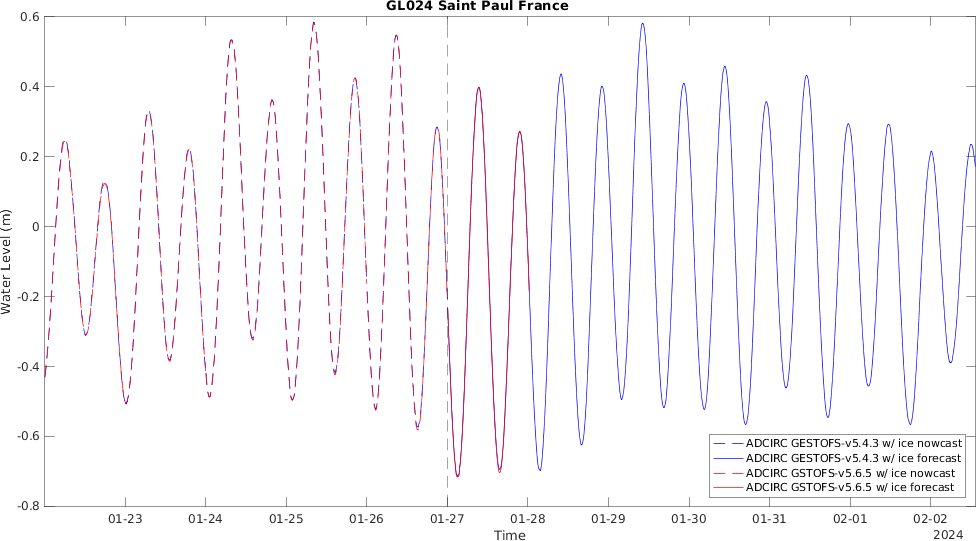 GL024 Saint Paul France
0.6
0.4
0.2
0
-0.2
-0.4
-0.6
-0.8
Water Level (m)
ADCIRC GESTOFS-v5.4.3 w/ ice nowcast
ADCIRC GESTOFS-v5.4.3 w/ ice forecast
ADCIRC GSTOFS-v5.6.5 w/ ice nowcast
ADCIRC GSTOFS-v5.6.5 w/ ice forecast
01-23 01-24 01-25 01-26 01-27 01-28 01-29 01-30 01-31 02-01 02-02
Time
2024